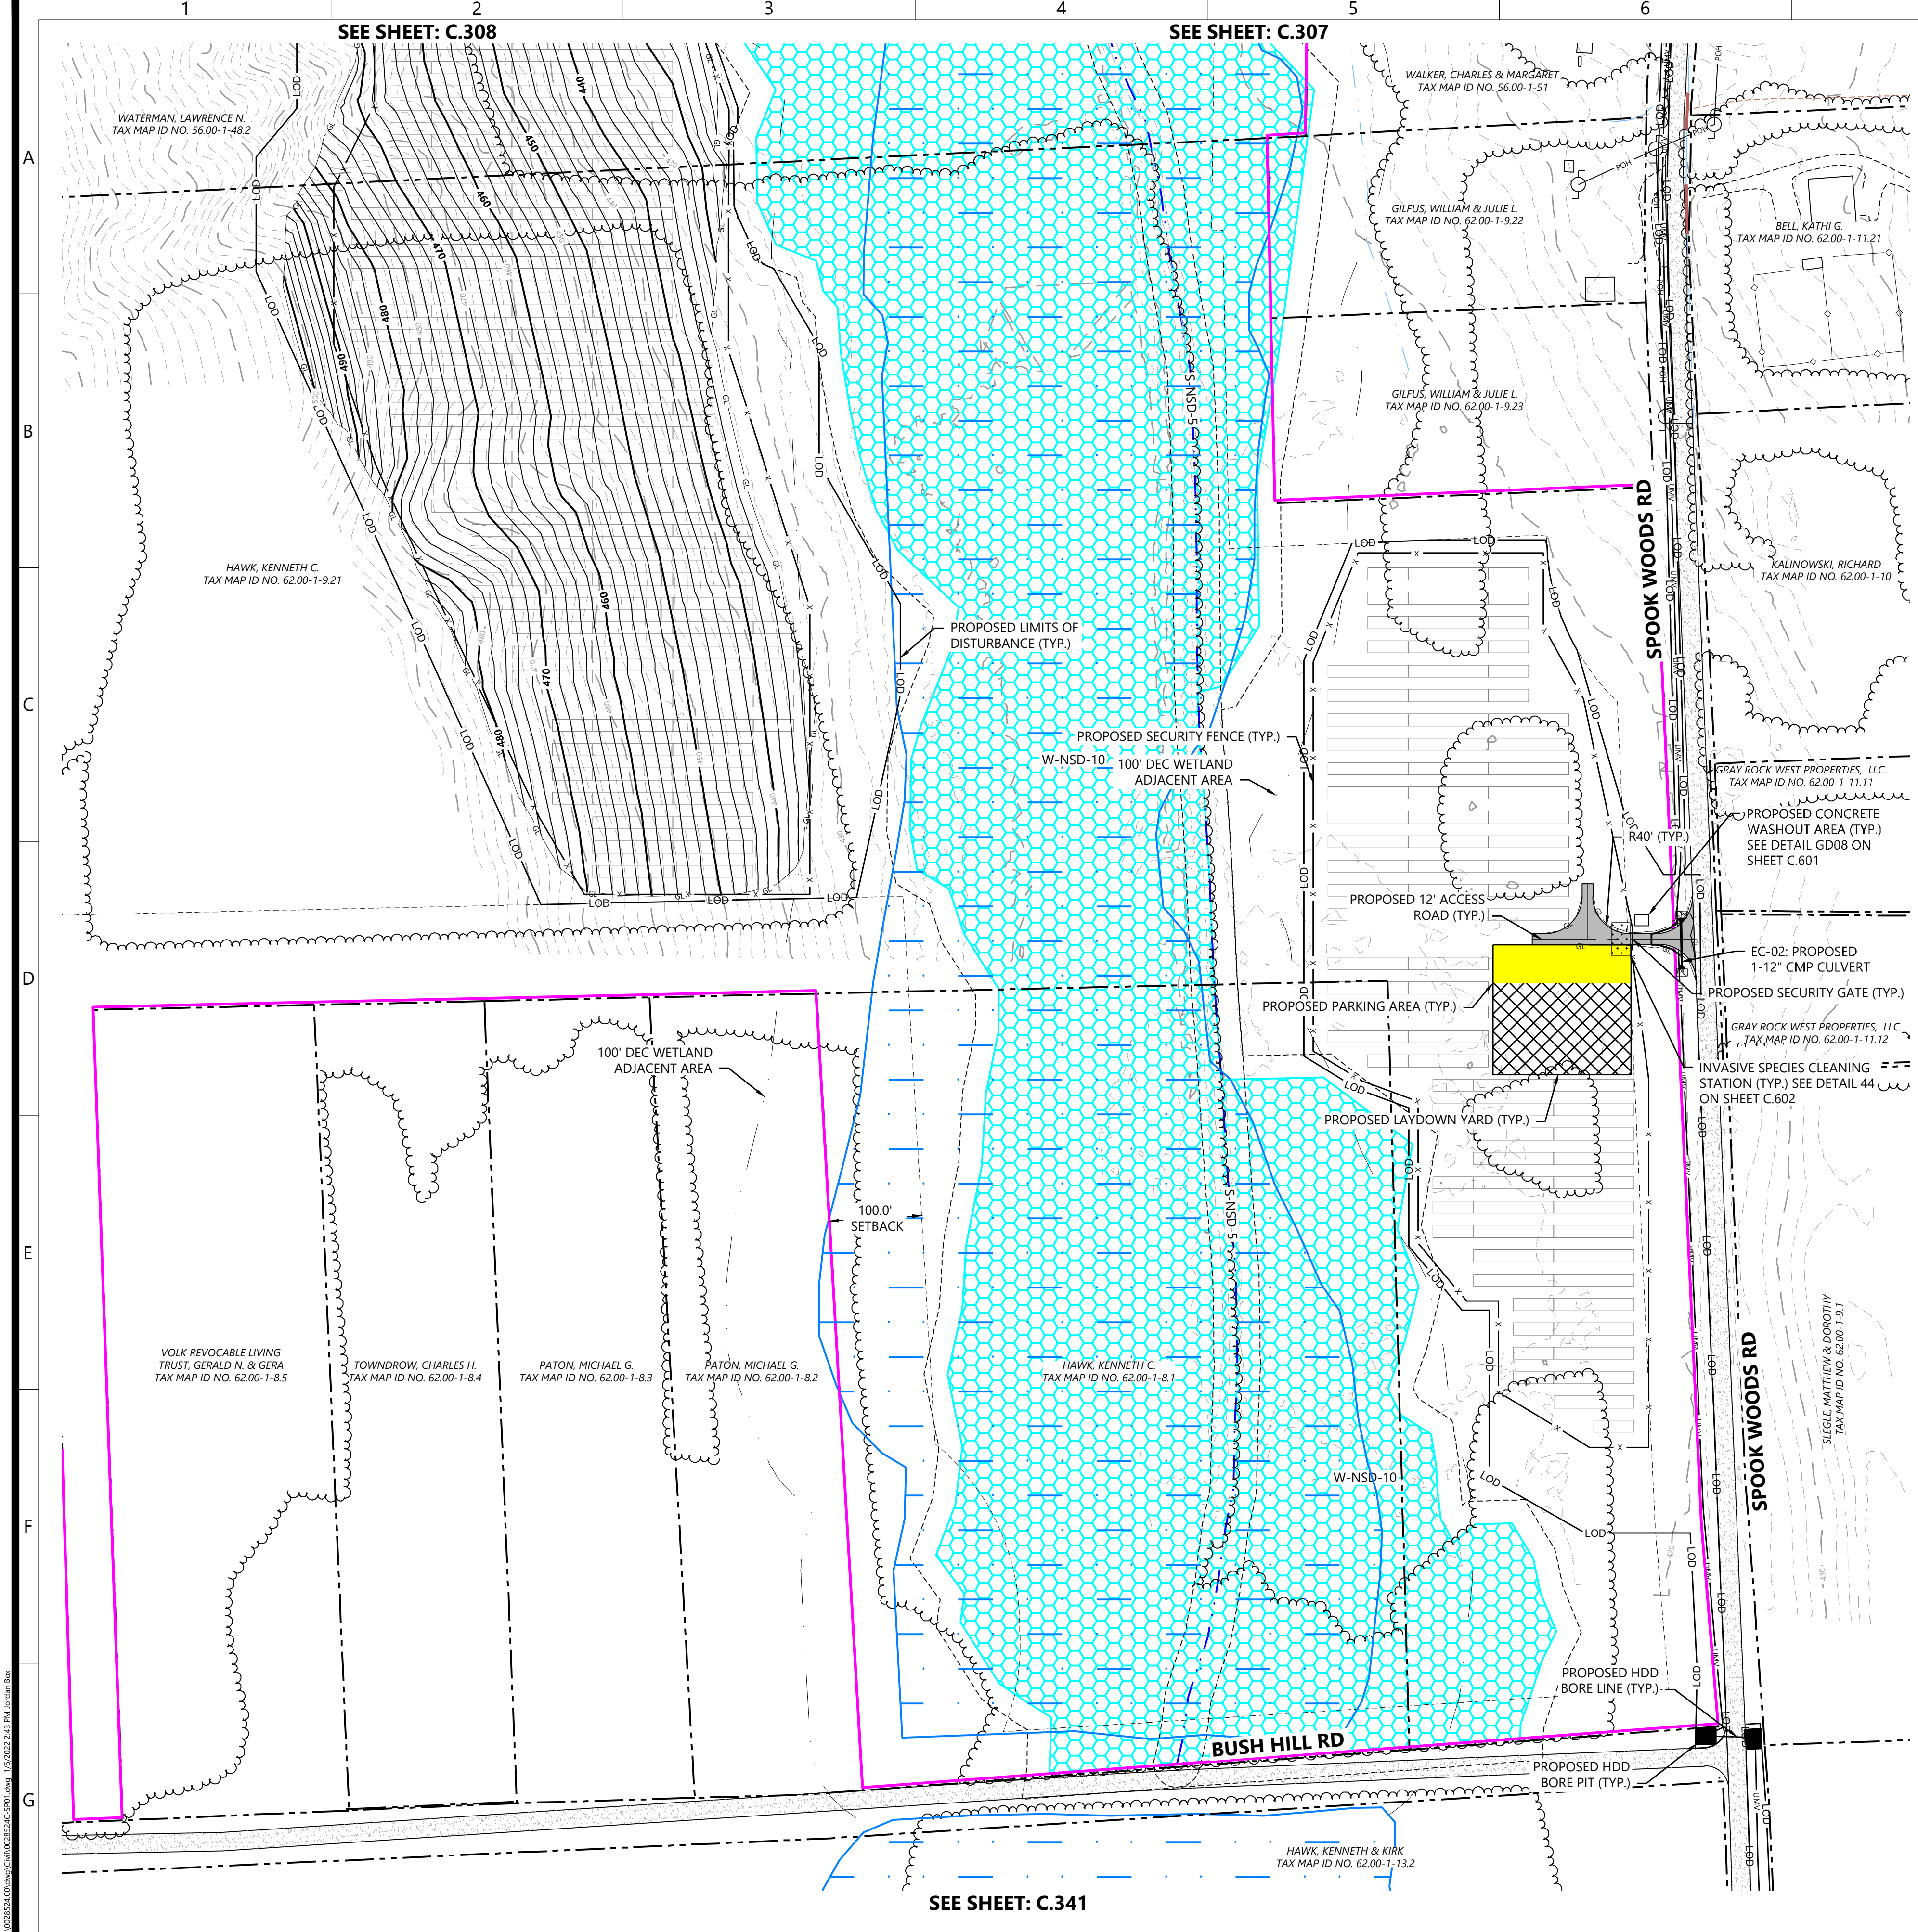 1 2 3 4 5 6
SEE SHEET: C.308
SEE SHEET: C.307
A
B
C
D
E
F
G
WATERMAN, LAWRENCE N.
TAX MAP ID NO. 56.00-1-48.2
WALKER, CHARLES & MARGARET
TAX MAP ID NO. 56.00-1-51
GILFUS, WILLIAM & JULIE L.
TAX MAP ID NO. 62.00-1-9.22
BELL, KATHI G.
TAX MAP ID NO. 62.00-1-11.21
GILFUS, WILLIAM & JULIE L.
TAX MAP ID NO. 62.00-1-9.23
440
450
460
470
480
490
460
470
480
S-NSD-5
SPOOK WOODS RD
HAWK, KENNETH C.
TAX MAP ID NO. 62.00-1-9.21
KALINOWSKI, RICHARD
TAX MAP ID NO. 62.00-1-10
PROPOSED LIMITS OF
DISTURBANCE (TYP.)
PROPOSED SECURITY FENCE (TYP.)
W-NSD-10
100' DEC WETLAND
ADJACENT AREA
GRAY ROCK WEST PROPERTIES, LLC.
TAX MAP ID NO. 62.00-1-11.11
PROPOSED CONCRETE
WASHOUT AREA (TYP.)
SEE DETAIL GD08 ON
SHEET C.601
R40' (TYP.)
PROPOSED 12' ACCESS
ROAD (TYP.)
EC-02: PROPOSED
1-12" CMP CULVERT
PROPOSED SECURITY GATE (TYP.)
PROPOSED PARKING AREA (TYP.)
GRAY ROCK WEST PROPERTIES, LLC.
TAX MAP ID NO. 62.00-1-11.12
INVASIVE SPECIES CLEANING
STATION (TYP.) SEE DETAIL 44
ON SHEET C.602
100' DEC WETLAND
ADJACENT AREA
PROPOSED LAYDOWN YARD (TYP.)
S-NSD-5
100.0'
SETBACK
VOLK REVOCABLE LIVING
TRUST, GERALD N. & GERA
TAX MAP ID NO. 62.00-1-8.5
TOWNDROW, CHARLES H.
TAX MAP ID NO. 62.00-1-8.4
PATON, MICHAEL G.
TAX MAP ID NO. 62.00-1-8.3
PATON, MICHAEL G.
TAX MAP ID NO. 62.00-1-8.2
HAWK, KENNETH C.
TAX MAP ID NO. 62.00-1-8.1
SLEGLE, MATTHEW & DOROTHY
TAX MAP ID NO. 62.00-1-9.1
SPOOK WOODS RD
W-NSD-10
LOD
420
430
PROPOSED HDD
BORE LINE (TYP.)
BUSH HILL RD
PROPOSED HDD
BORE PIT (TYP.)
HAWK, KENNETH & KIRK
TAX MAP ID NO. 62.00-1-13.2
SEE SHEET: C.341